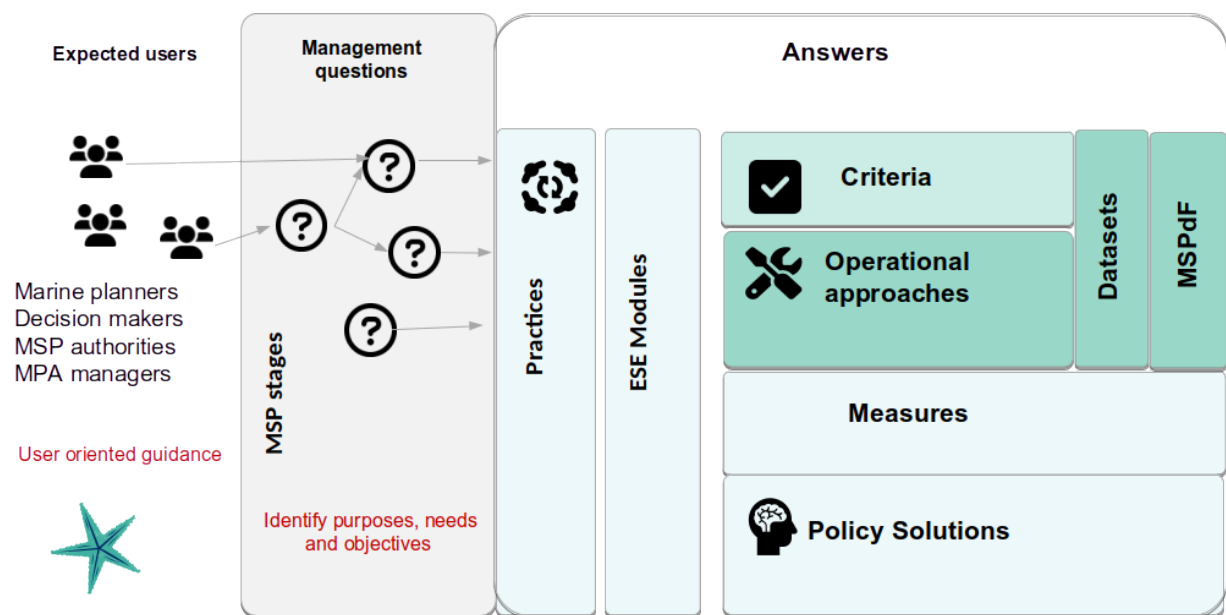 Expected users
Management
questions
Answers
?
?
?
?
Marine planners
Decision makers
MSP authorities
MPA managers
User oriented guidance
MSP stages
Identify purposes, needs
and objectives
Practices
ESE Modules
Criteria
Operational
approaches
Datasets
MSPdF
Measures
Policy Solutions